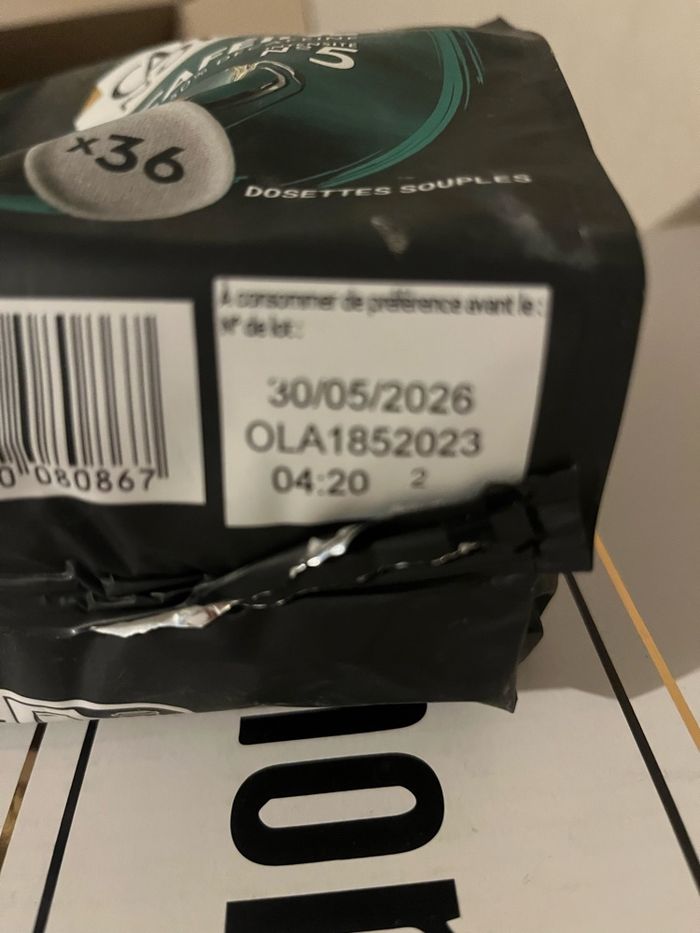 5
x36
DOSETTES SOUPLES
À consommer de préférence avant le :
N° de lot :
30/05/2026
OLA1852023
04:20 2
0 080867